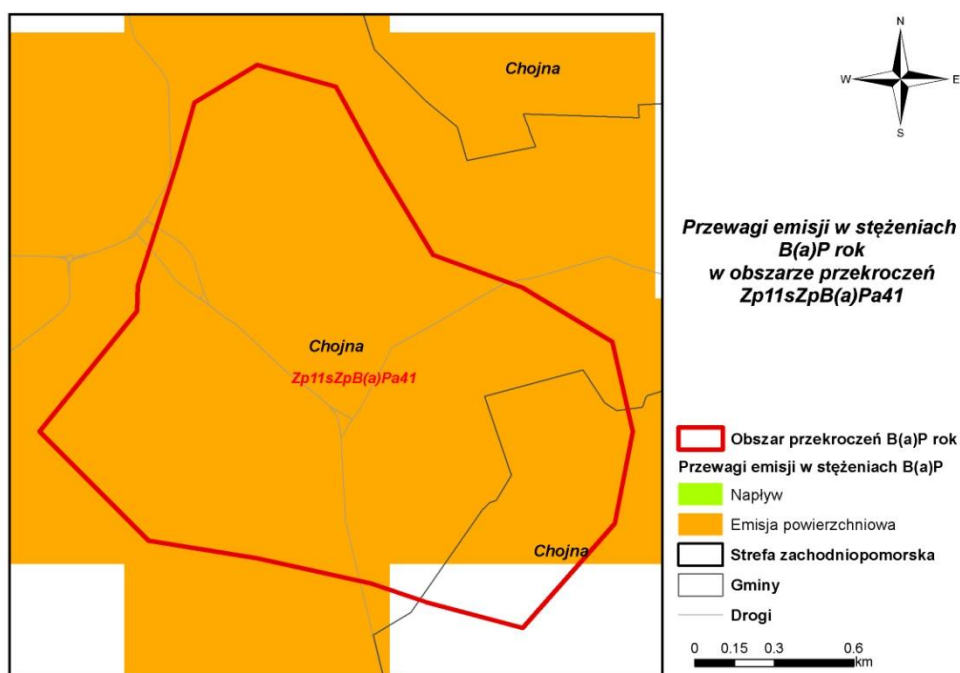 Chojna
N
W
E
S
Przewagi emisji w stężeniach
B(a)P rok
w obszarze przekroczeń
Zp11sZpB(a)Pa41
Chojna
Zp11sZpB(a)Pa41
Chojna
Obszar przekroczeń B(a)P rok
Przewagi emisji w stężeniach B(a)P
Napływ
Emisja powierzchniowa
Strefa zachodniopomorska
Gminy
Drogi
0 0.15 0.3 0.6
km